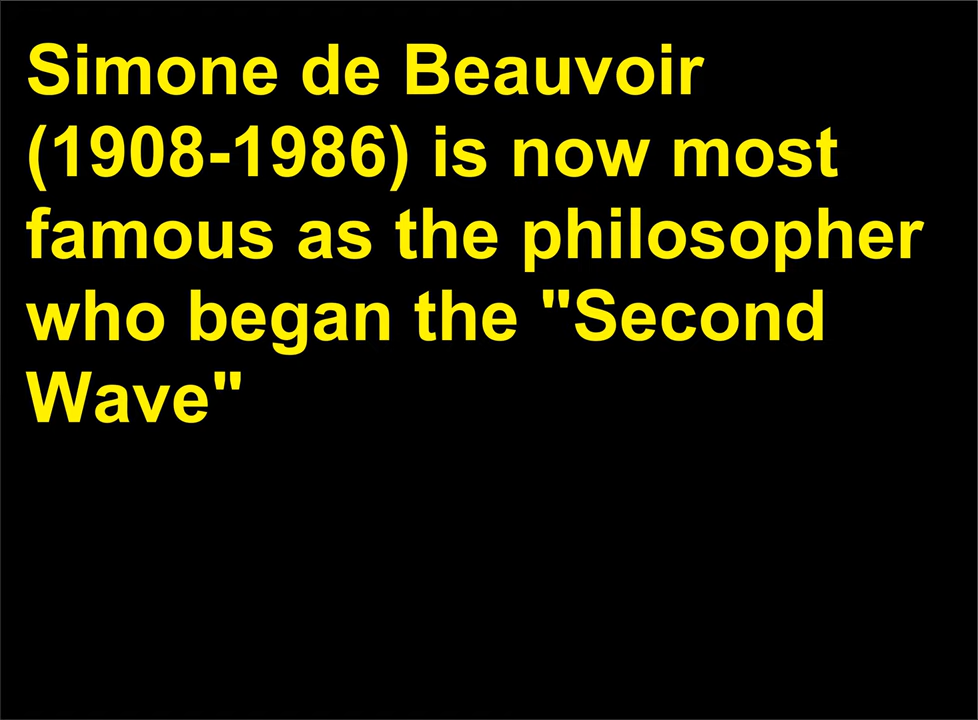 Simone de Beauvoir
(1908-1986) is now most
famous as the philosopher
who began the "Second
Wave"